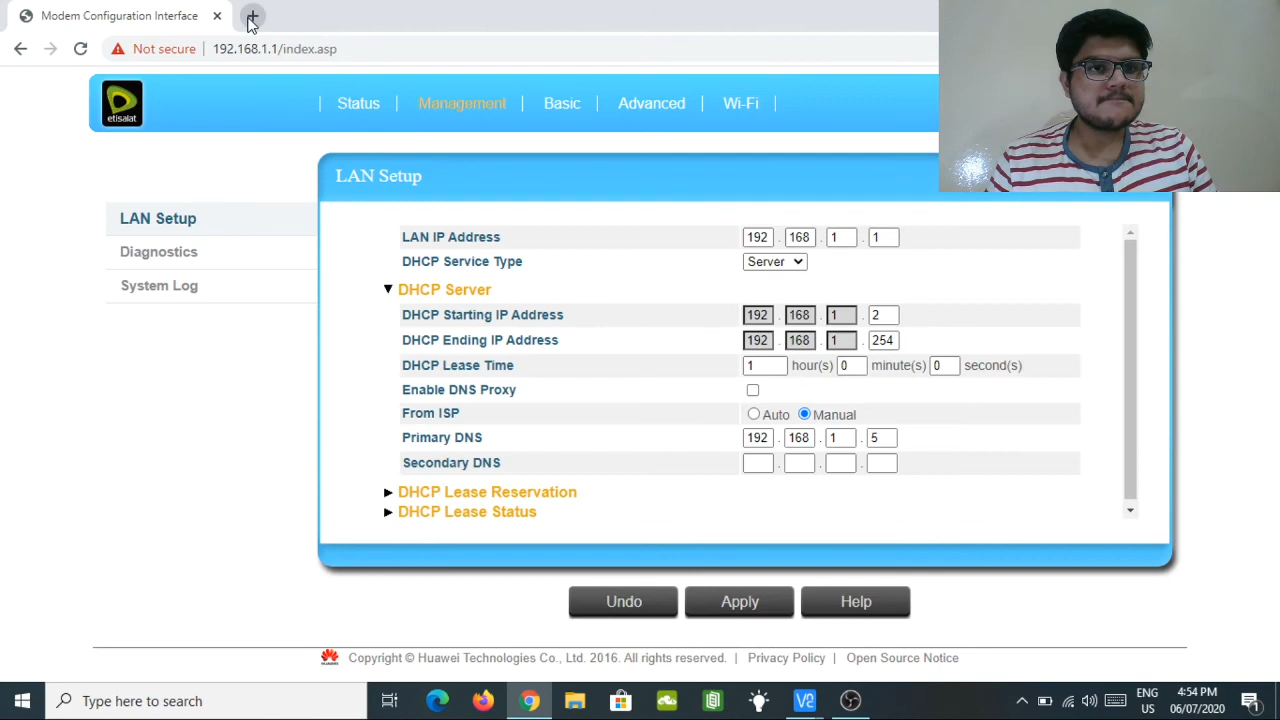 Modem Configuration Interface
Not secure 192.168.1.1/index.asp
etisalat
Status Management Basic Advanced Wi-Fi
LAN Setup
LAN Setup
Diagnostics
System Log
LAN IP Address 192 . 168 . 1 . 1
DHCP Service Type Server
DHCP Server
DHCP Starting IP Address 192 . 168 . 1 . 2
DHCP Ending IP Address 192 . 168 . 1 . 254
DHCP Lease Time 1 hour(s) 0 minute(s) 0 second(s)
Enable DNS Proxy
From ISP Auto Manual
Primary DNS 192 . 168 . 1 . 5
Secondary DNS . . .
DHCP Lease Reservation
DHCP Lease Status
Undo Apply Help
Copyright © Huawei Technologies Co., Ltd. 2016. All rights reserved. | Privacy Policy | Open Source Notice
Type here to search
ENG
US
4:54 PM
06/07/2020
1